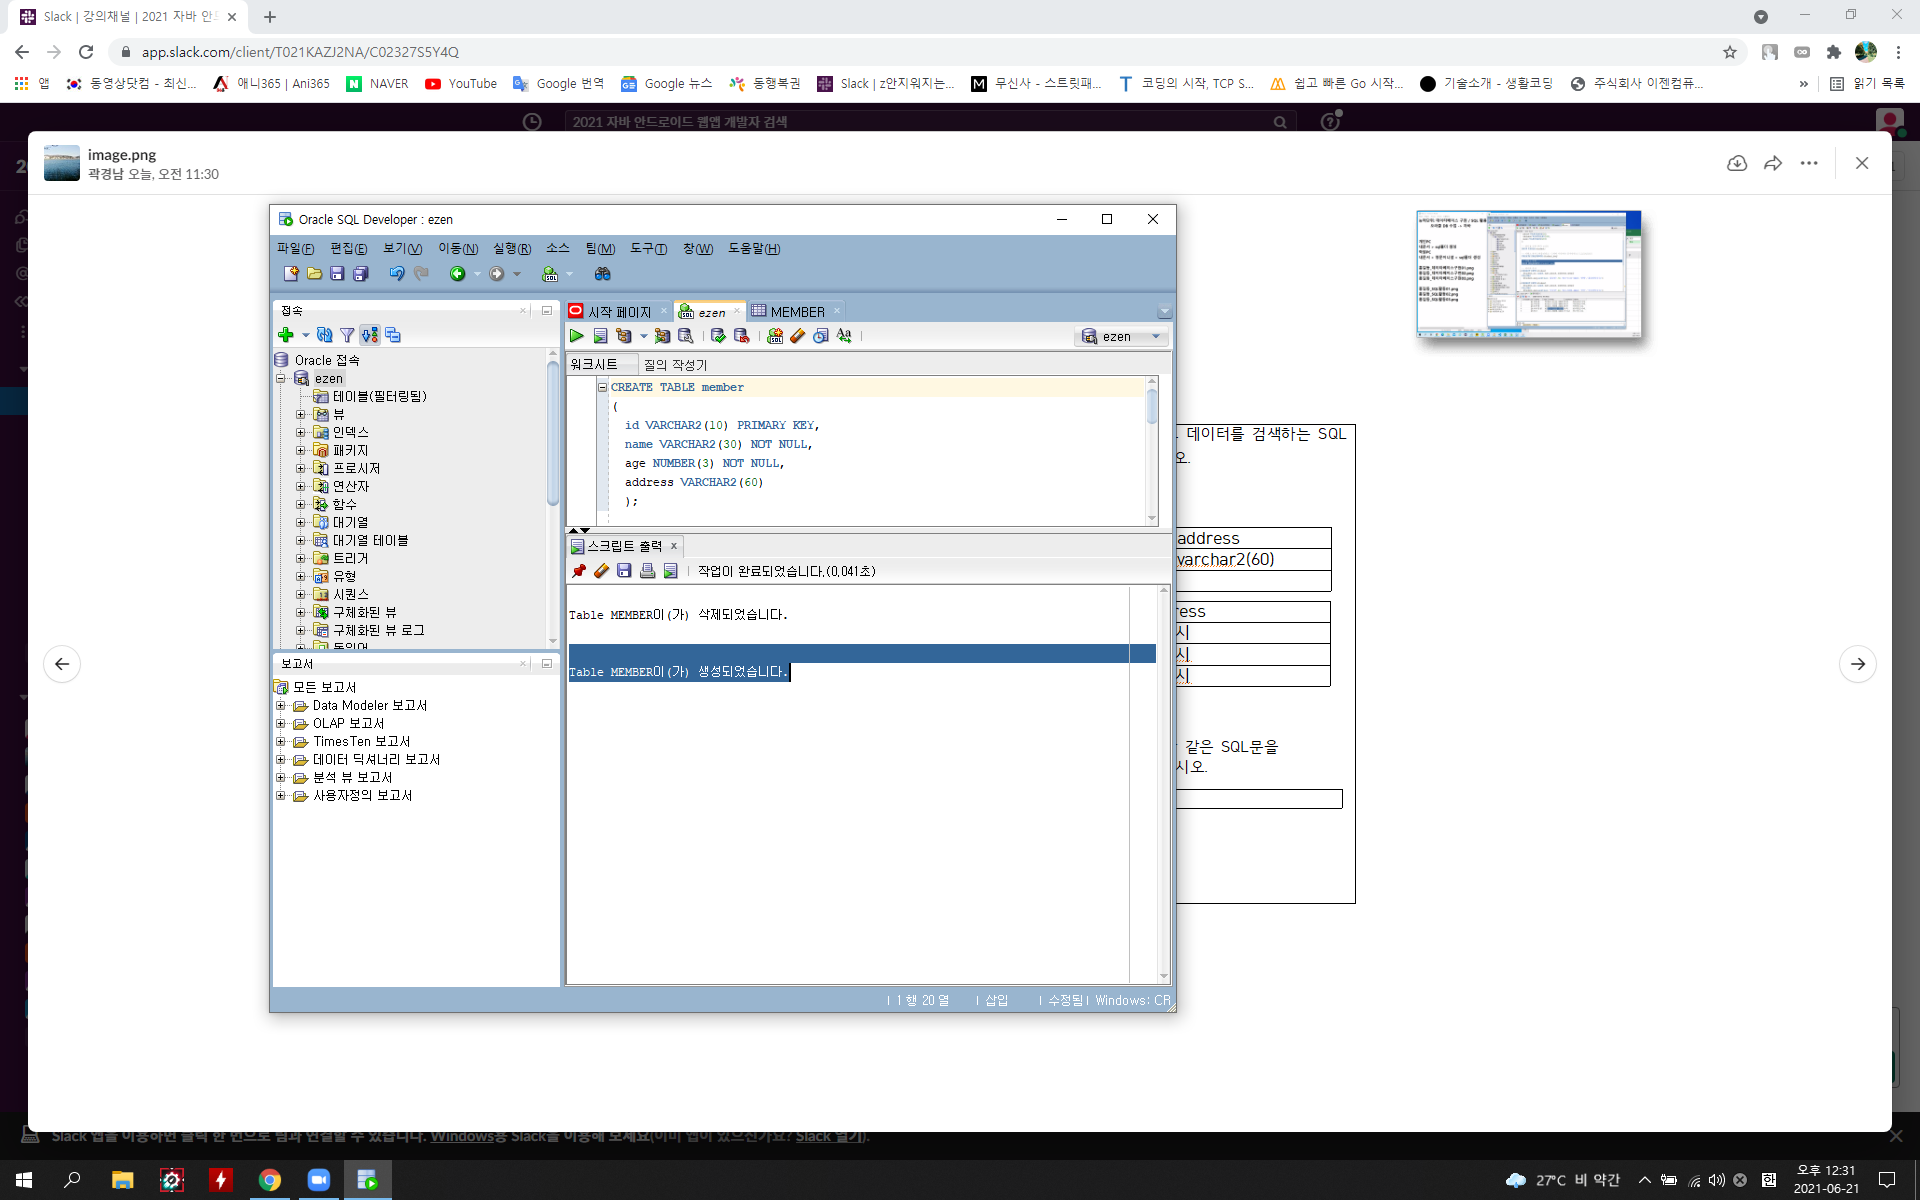 Slack | 강의채널 | 2021 자바 안드
app.slack.com/client/T021KAZJ2NA/C02327S5Y4Q
앱
동영상닷컴 - 최신...
애니365 | Ani365
NAVER
YouTube
Google 번역
Google 뉴스
동행복권
Slack | z안지워지는...
무신사 - 스트릿패...
코딩의 시작, TCP S...
쉽고 빠른 Go 시작...
기술소개 - 생활코딩
주식회사 이젠컴퓨...
»
읽기 목록
2021 자바 안드로이드 웹앱 개발자 검색
image.png
곽경남 오늘, 오전 11:30
Oracle SQL Developer : ezen
파일(F) 편집(E) 보기(V) 이동(N) 실행(R) 소스 팀(M) 도구(T) 창(W) 도움말(H)
접속
시작 페이지
ezen
MEMBER
ezen
워크시트
질의 작성기
Oracle 접속
ezen
테이블(필터링됨)
뷰
인덱스
패키지
프로시저
연산자
함수
대기열
대기열 테이블
트리거
유형
시퀀스
구체화된 뷰
구체화된 뷰 로그
동의어
CREATE TABLE member
(
id VARCHAR2(10) PRIMARY KEY,
name VARCHAR2(30) NOT NULL,
age NUMBER(3) NOT NULL,
address VARCHAR2(60)
);
스크립트 출력
작업이 완료되었습니다.(0.041초)
Table MEMBER이(가) 삭제되었습니다.
Table MEMBER이(가) 생성되었습니다.
보고서
모든 보고서
Data Modeler 보고서
OLAP 보고서
TimesTen 보고서
데이터 딕셔너리 보고서
분석 뷰 보고서
사용자정의 보고서
1 행 20 열
삽입
수정됨
Windows: CR
데이터를 검색하는 SQL
오.
address
varchar2(60)
ress
시
시
시
같은 SQL문을
시오.
Slack 앱을 이용하면 클릭 한 번으로 팀과 연결할 수 있습니다. Windows용 Slack을 이용해 보세요(이미 앱이 있으신가요? Slack 열기).
27°C 비 약간
오후 12:31
2021-06-21